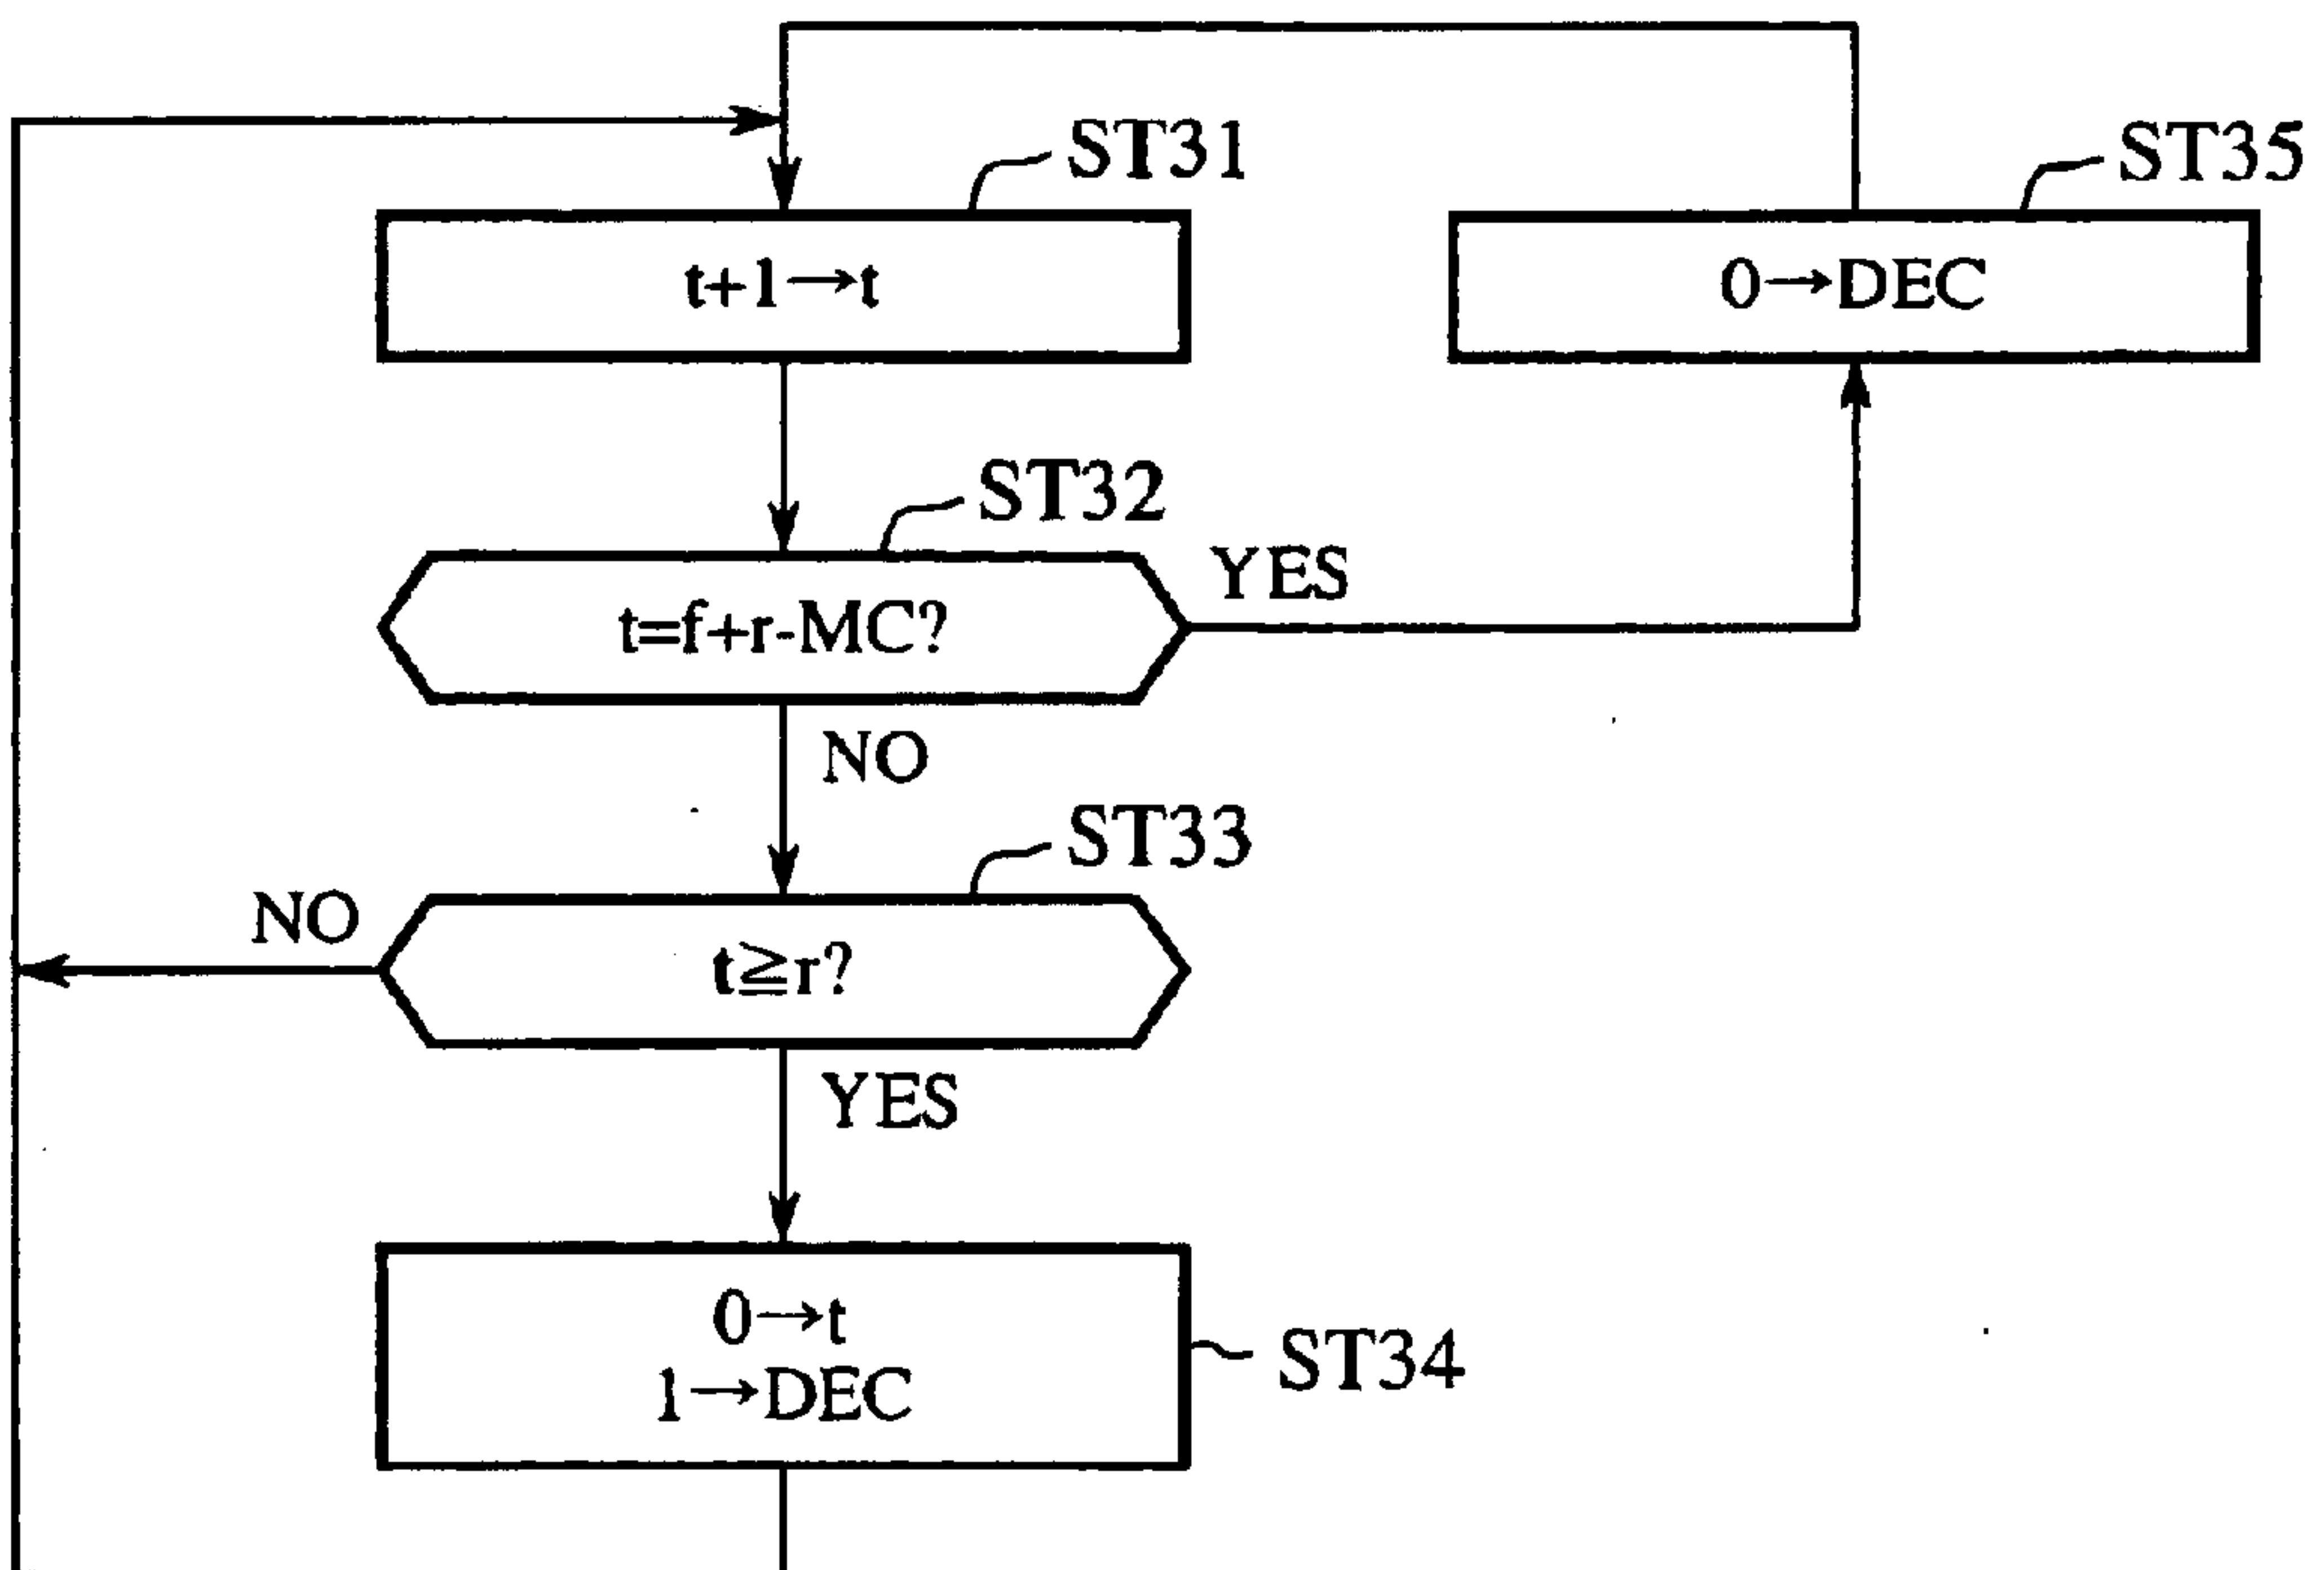 ST31
t+1→t
ST35
0→DEC
ST32
t=f+r-MC?
YES
NO
ST33
NO
t≧r?
YES
0→t
1→DEC
ST34